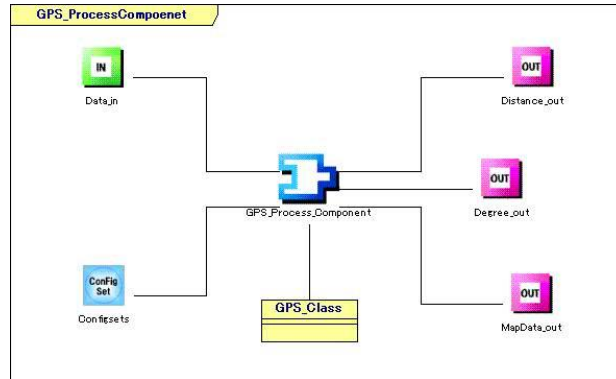 GPS_ProcessCompoenet
IN
Data_in
OUT
Distance_out
GPS_Process_Component
OUT
Degree_out
ConFig
Set
Configsets
GPS_Class
OUT
MapData_out